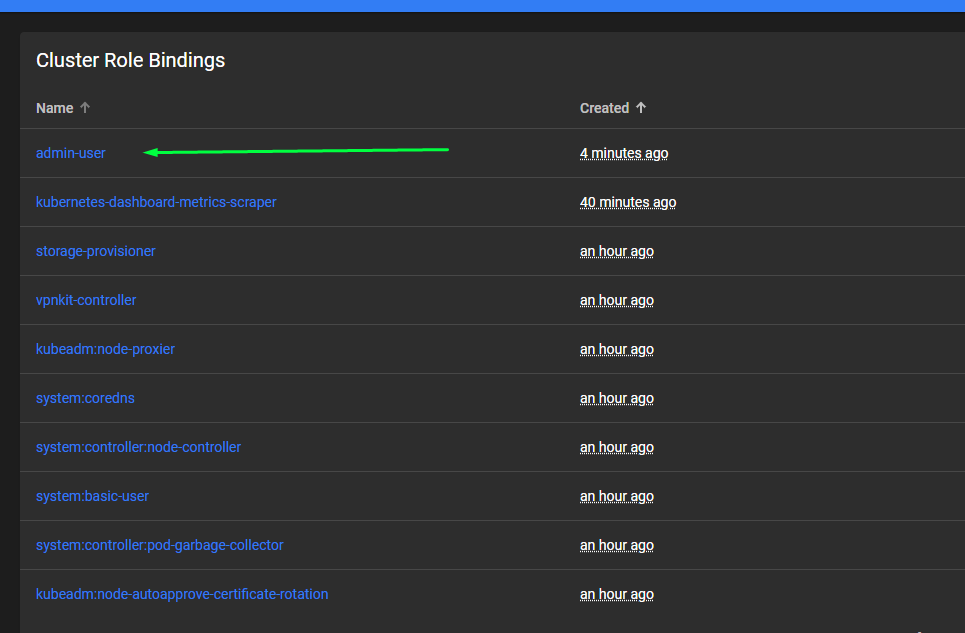 Cluster Role Bindings
Name Created
admin-user 4 minutes ago
kubernetes-dashboard-metrics-scraper 40 minutes ago
storage-provisioner an hour ago
vpnkit-controller an hour ago
kubeadm:node-proxier an hour ago
system:coredns an hour ago
system:controller:node-controller an hour ago
system:basic-user an hour ago
system:controller:pod-garbage-collector an hour ago
kubeadm:node-autoapprove-certificate-rotation an hour ago